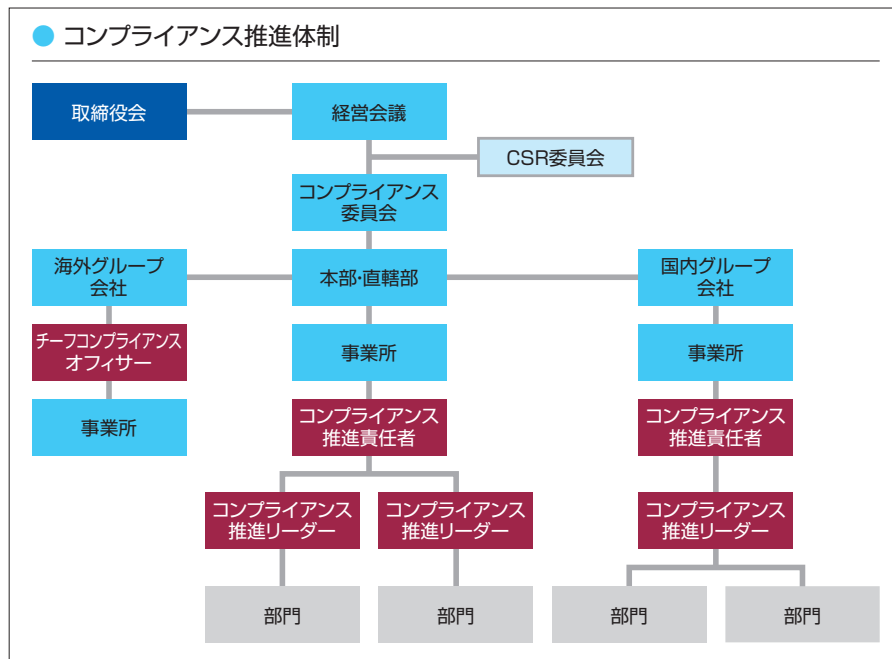 コンプライアンス推進体制
取締役会
経営会議
CSR委員会
コンプライアンス
委員会
海外グループ
会社
本部・直轄部
国内グループ
会社
チーフコンプライアンス
オフィサー
事業所
事業所
事業所
コンプライアンス
推進責任者
コンプライアンス
推進責任者
コンプライアンス
推進リーダー
コンプライアンス
推進リーダー
コンプライアンス
推進リーダー
部門
部門
部門
部門